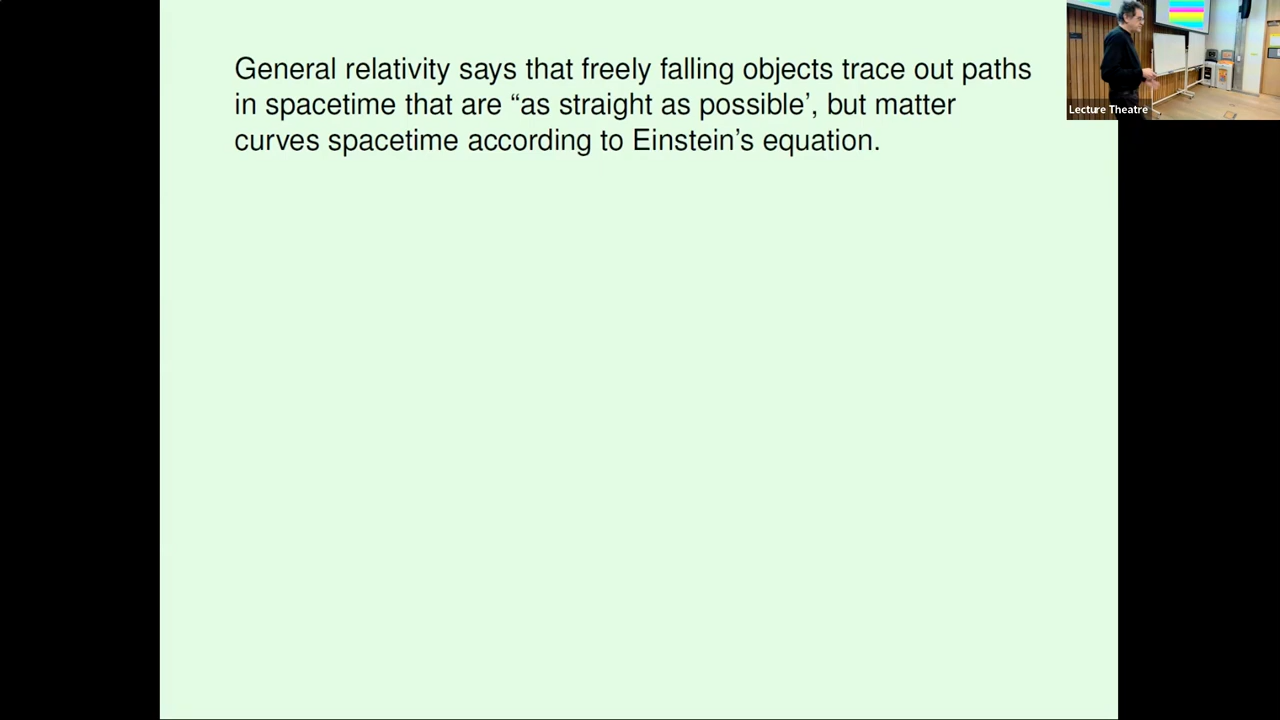 General relativity says that freely falling objects trace out paths
in spacetime that are “as straight as possible’, but matter
curves spacetime according to Einstein’s equation.
Lecture Theatre